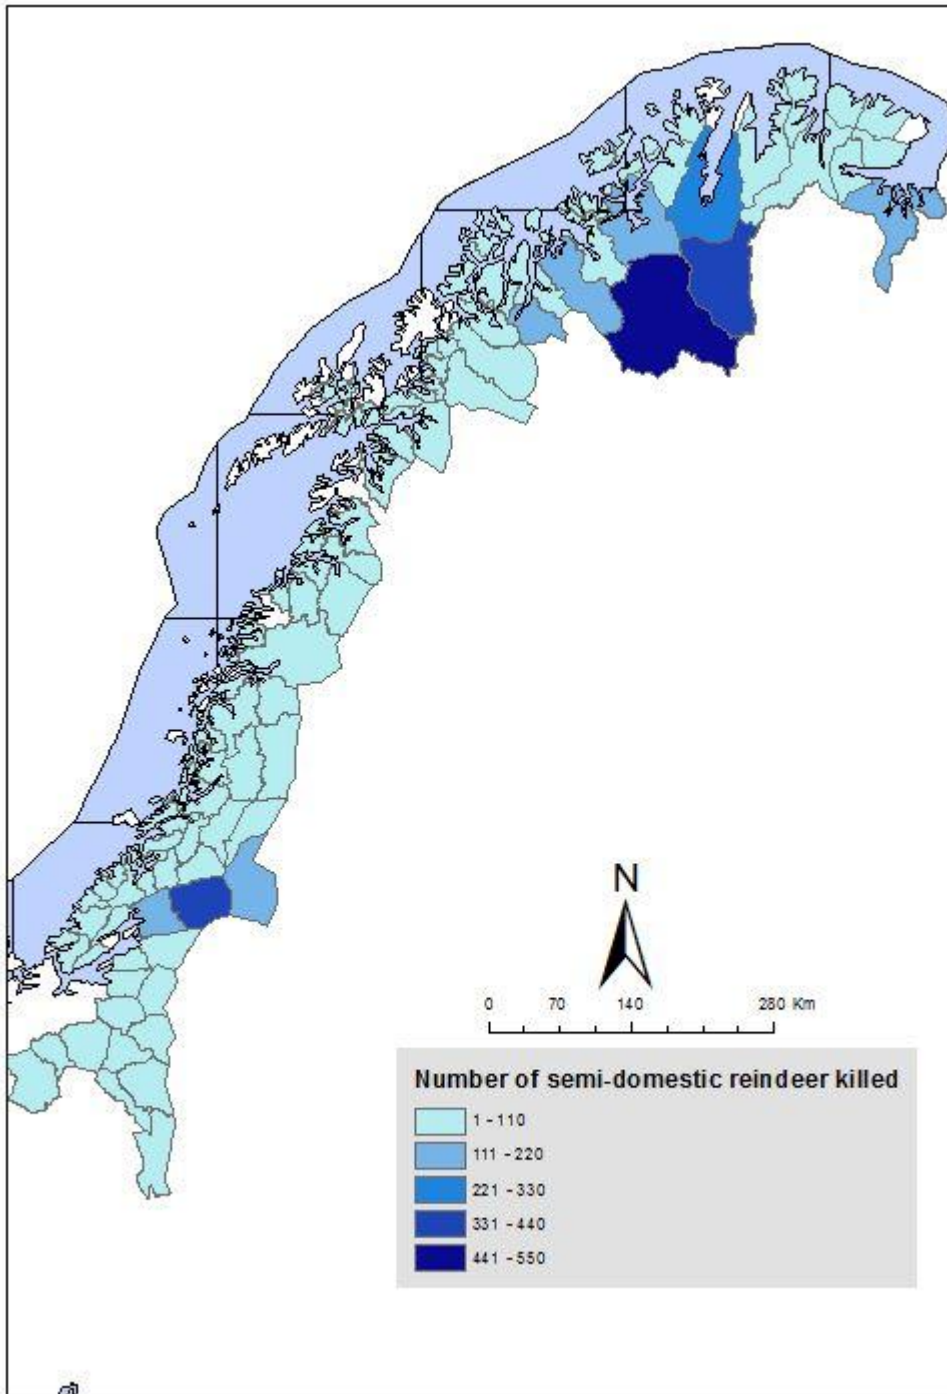 N
0 70 140 280 Km
Number of semi-domestic reindeer killed
1 - 110
111 - 220
221 - 330
331 - 440
441 - 550